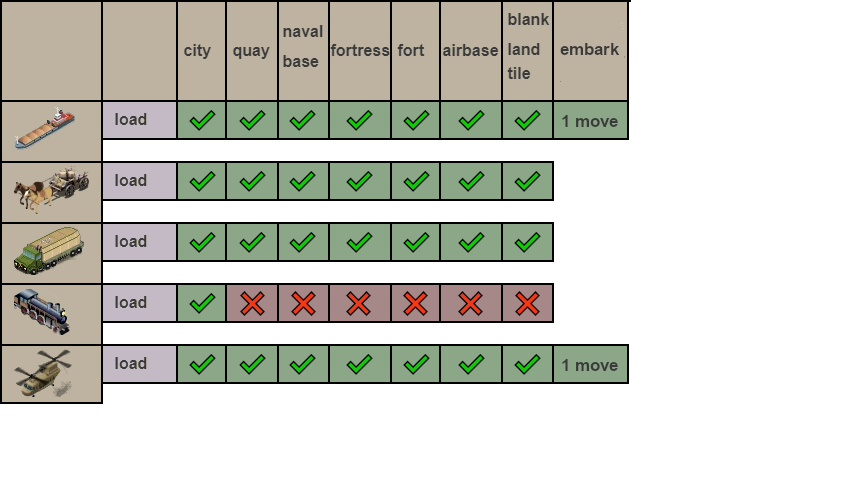 city quay naval base fortress fort airbase blank land tile embark
load 1 move
load
load
load
load 1 move